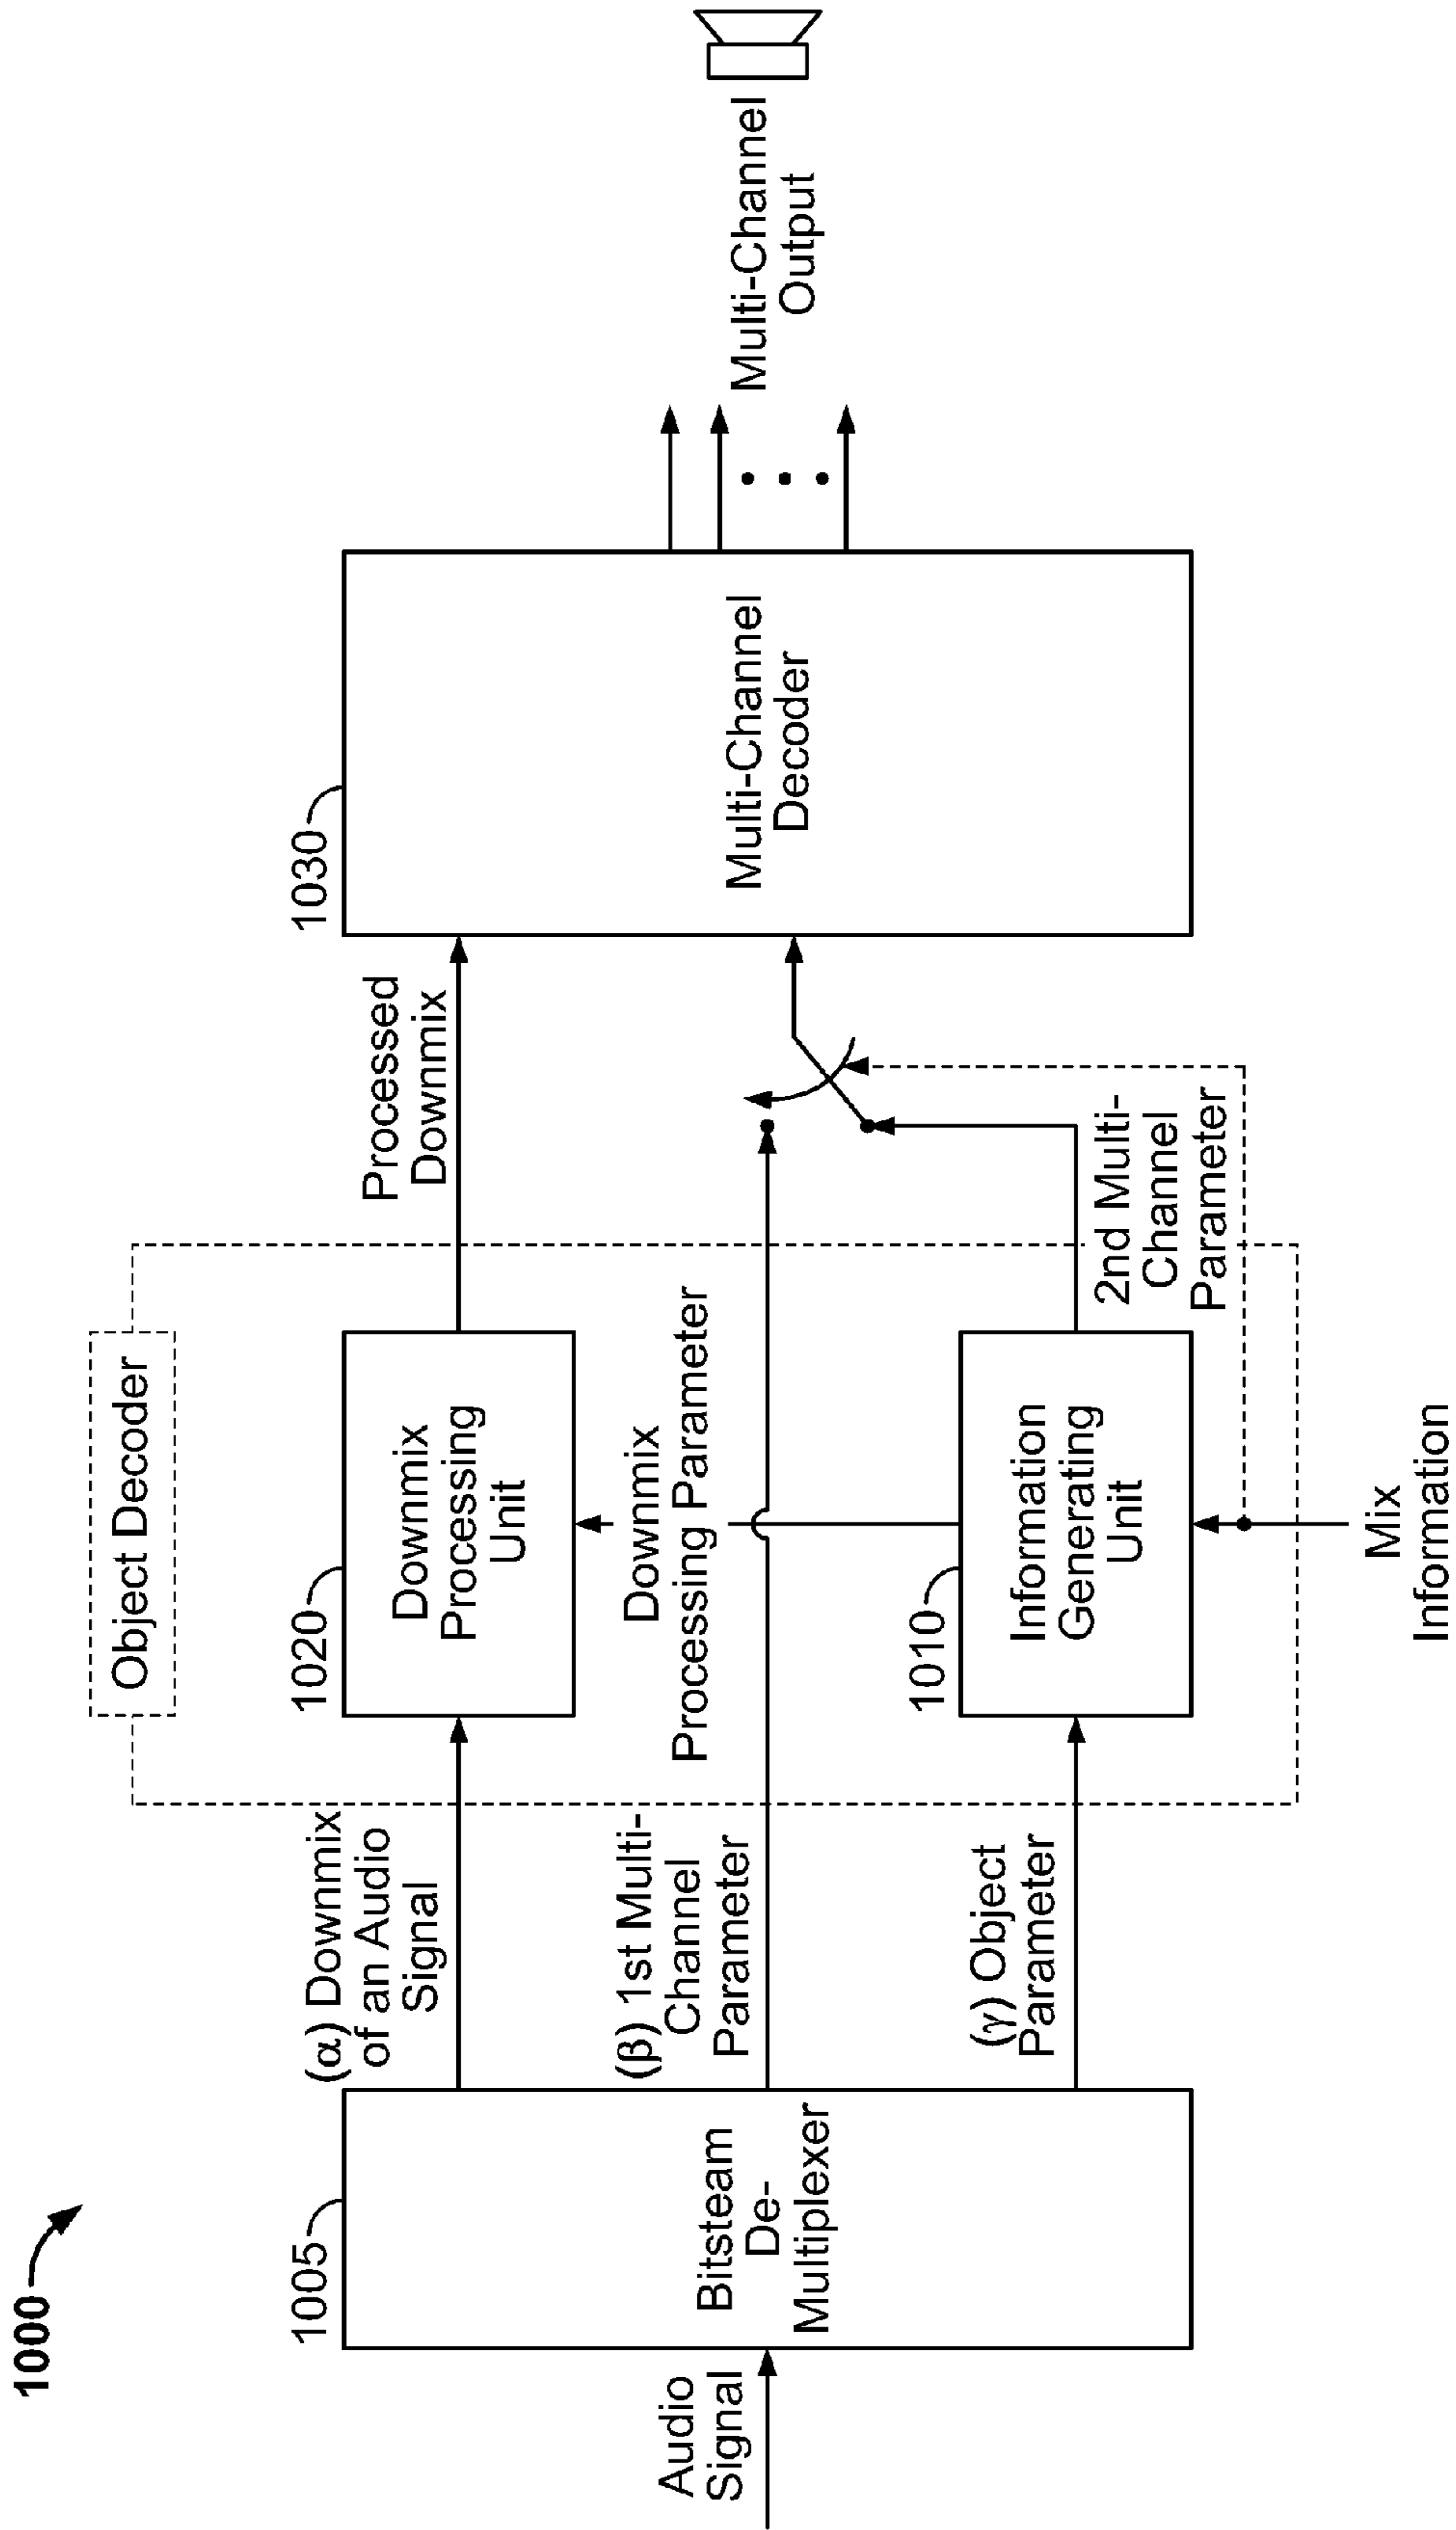 1000
Object Decoder
1005
1020
1030
Audio
Signal
Bitsteam
De-
Multiplexer
(α) Downmix
of an Audio
Signal
Downmix
Processing
Unit
Processed
Downmix
(β) 1st Multi-
Channel
Parameter
Downmix
Processing Parameter
Multi-Channel
Decoder
Multi-Channel
Output
(γ) Object
Parameter
1010
Information
Generating
Unit
2nd Multi-
Channel
Parameter
Mix
Information